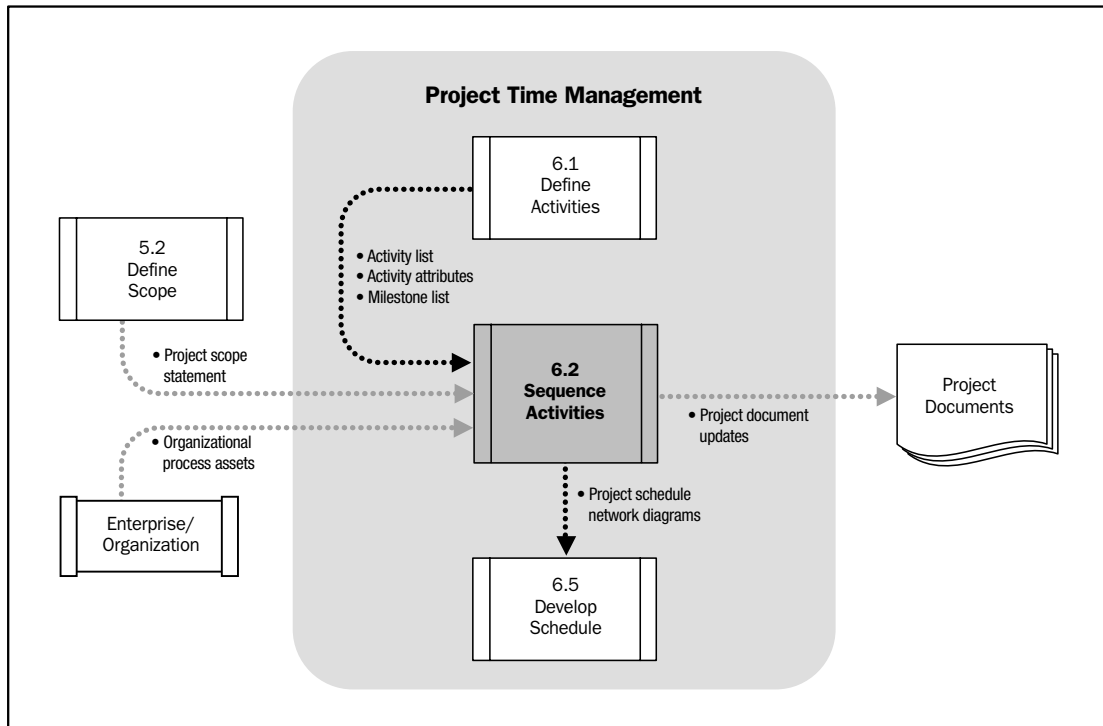 Project Time Management
6.1
Define
Activities
5.2
Define
Scope
• Activity list
• Activity attributes
• Milestone list
• Project scope
statement
6.2
Sequence
Activities
Project
Documents
• Project document
updates
• Organizational
process assets
Enterprise/
Organization
• Project schedule
network diagrams
6.5
Develop
Schedule